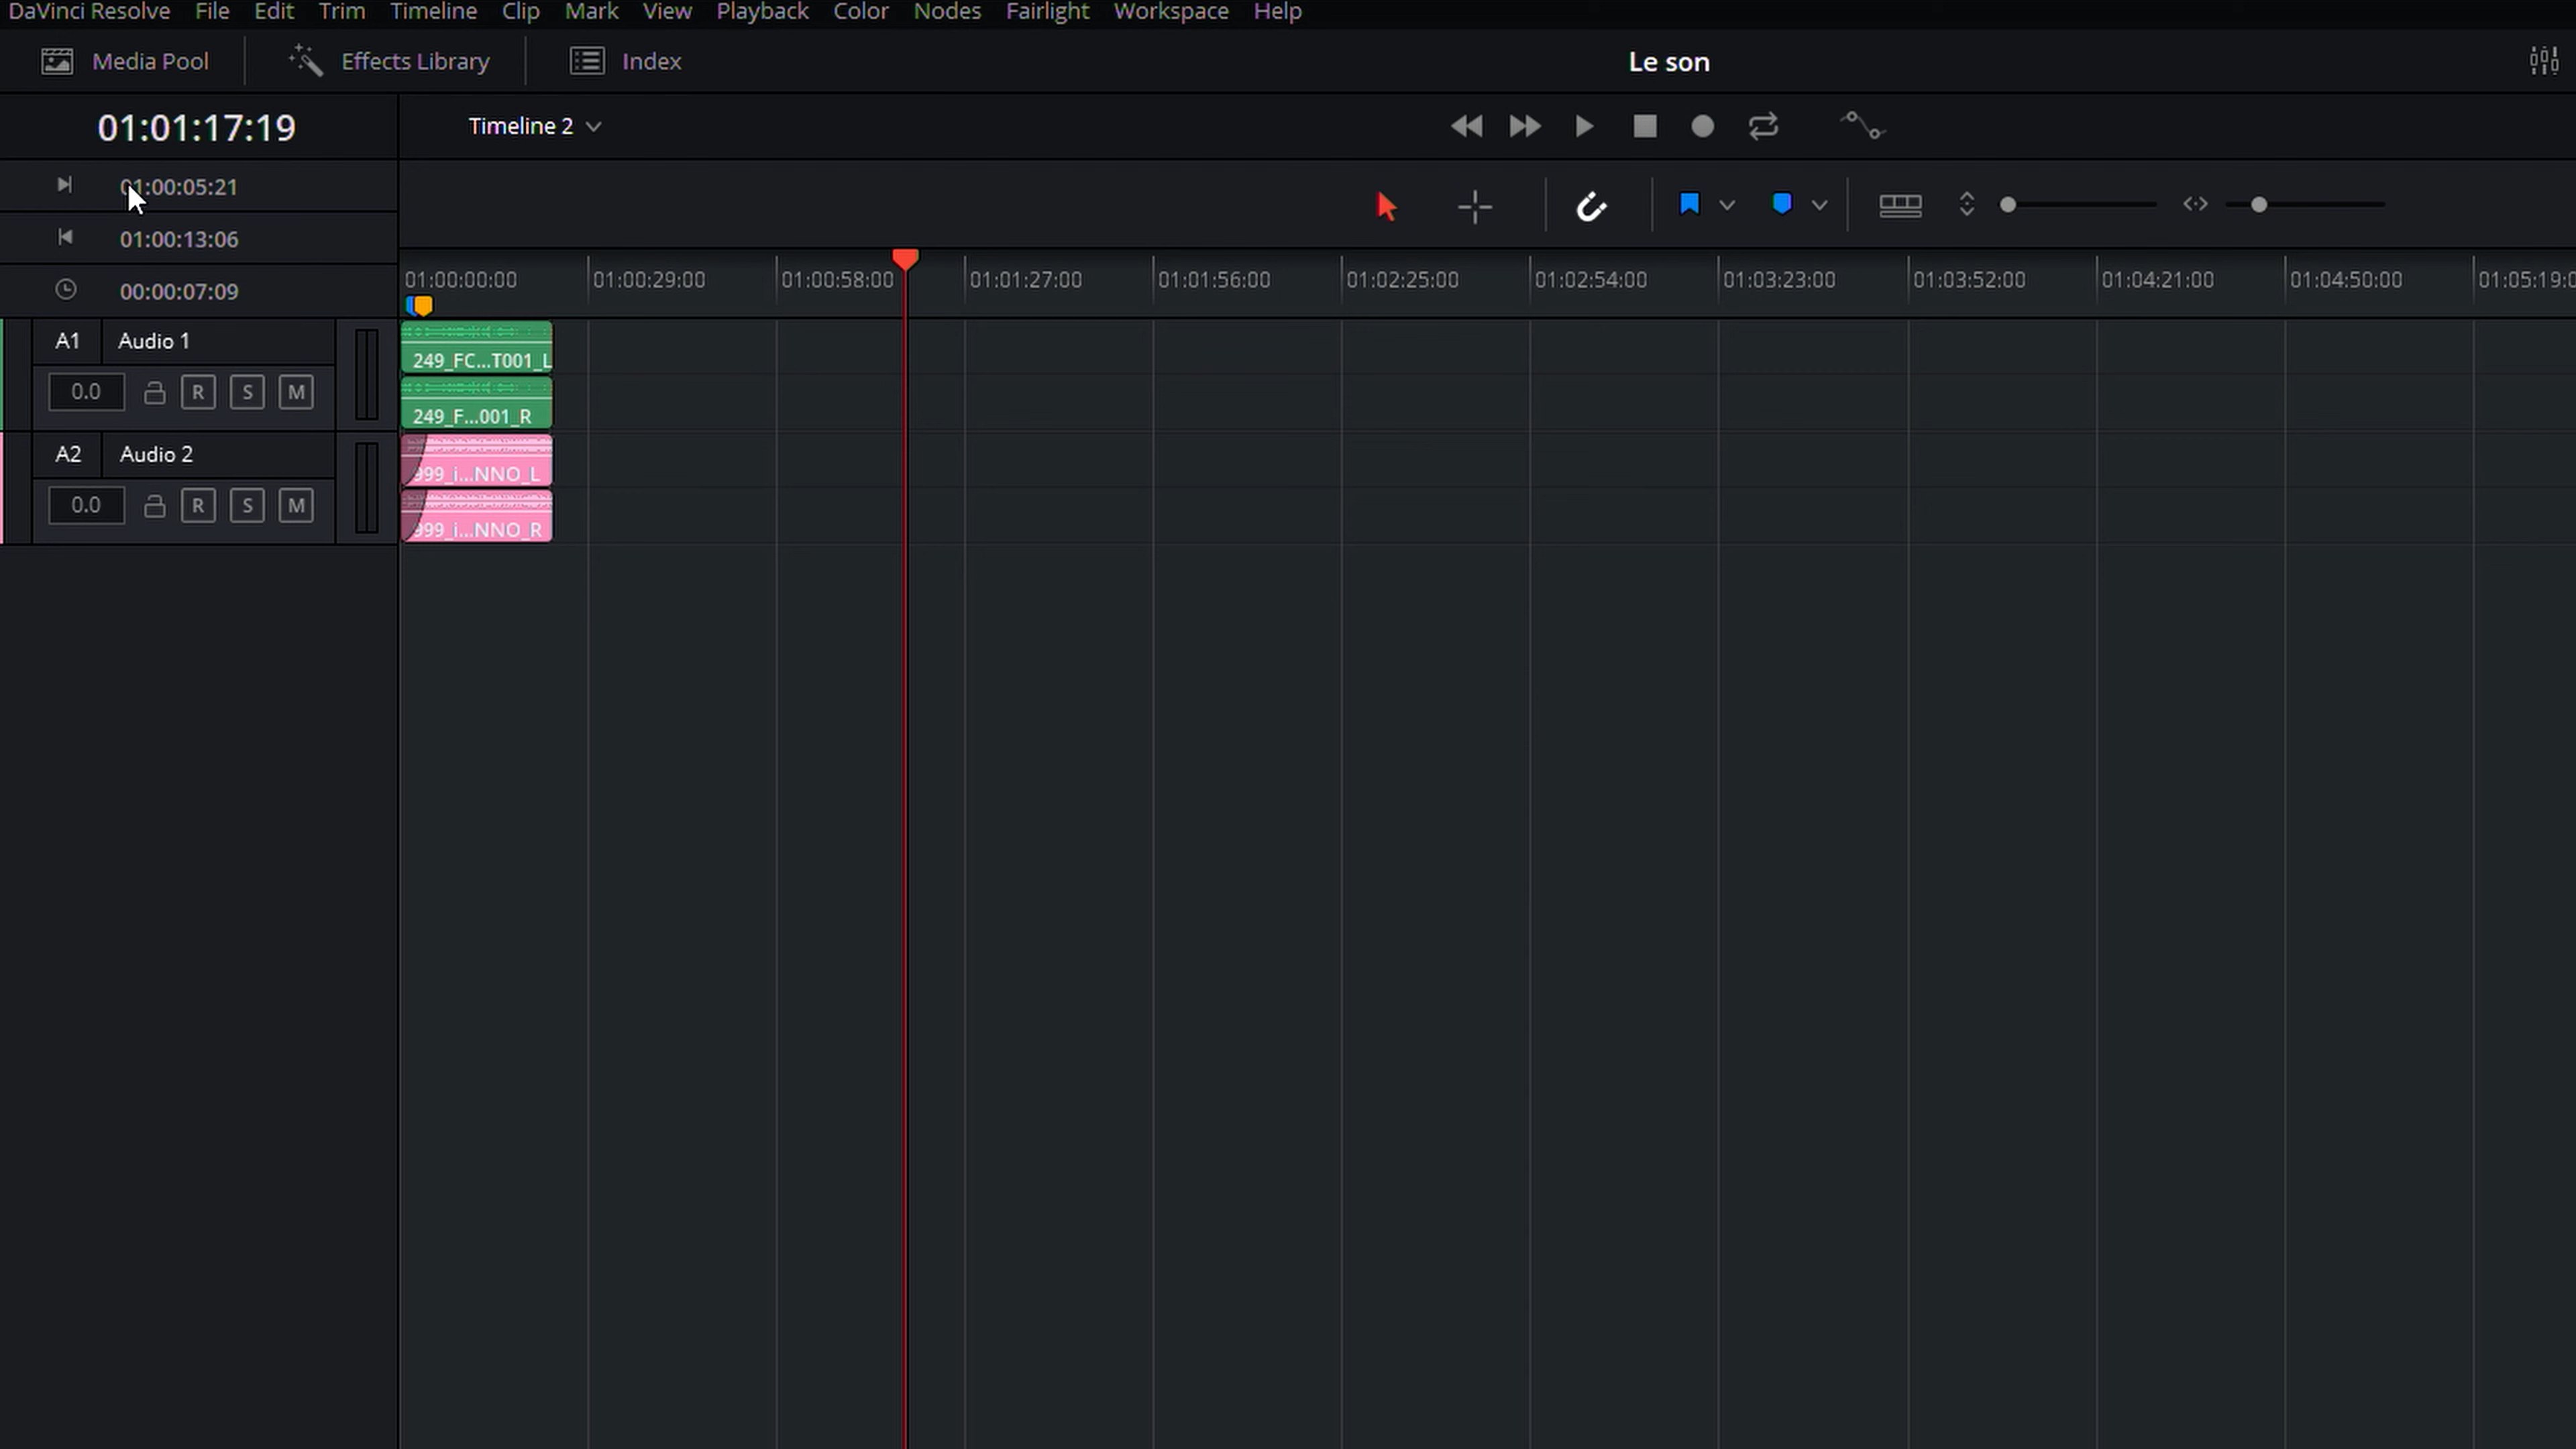 DaVinci Resolve File Edit Trim Timeline Clip Mark View Playback Color Nodes Fairlight Workspace Help
Media Pool Effects Library Index Le son
01:01:17:19 Timeline 2
01:00:05:21
01:00:13:06
01:00:00:00 01:00:29:00 01:00:58:00 01:01:27:00 01:01:56:00 01:02:25:00 01:02:54:00 01:03:23:00 01:03:52:00 01:04:21:00 01:04:50:00 01:05:19:0
00:00:07:09
A1 Audio 1
249_FC...T001_L
0.0 R S M
249_F...001_R
A2 Audio 2
999_i...NNO_L
0.0 R S M
999_i...NNO_R